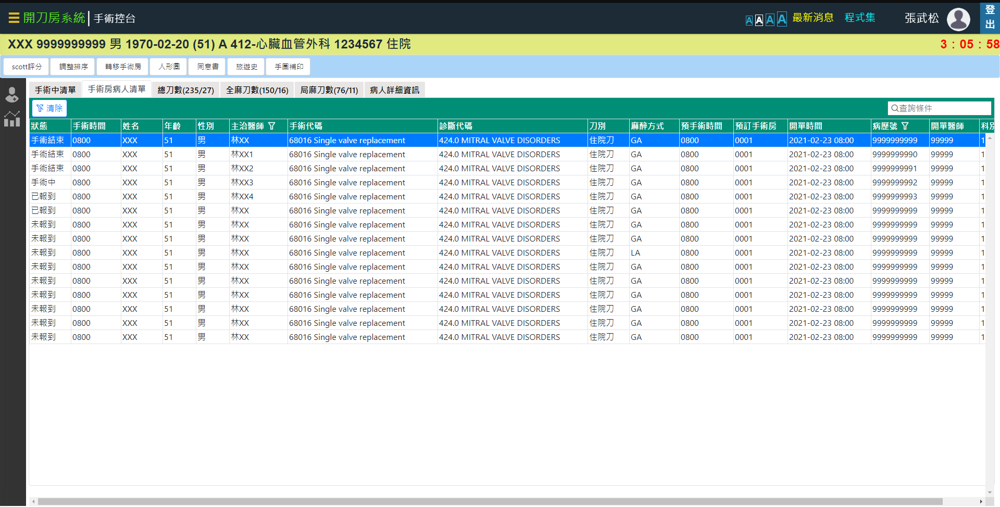 開刀房系統 手術控台 A A A A 最新消息 程式集 張武松 登出
XXX 9999999999 男 1970-02-20 (51) A 412-心臟血管外科 1234567 住院 3 : 05 : 58
scott評分 調整排序 轉移手術房 人形圖 同意書 旅遊史 手圈補印
手術中清單 手術房病人清單 總刀數(235/27) 全麻刀數(150/16) 局麻刀數(76/11) 病人詳細資訊
清除 查詢條件
狀態 手術時間 姓名 年齡 性別 主治醫師 手術代碼 診斷代碼 刀別 麻醉方式 預手術時間 預訂手術房 開單時間 病歷號 開單醫師 科別
手術結束 0800 XXX 51 男 林XX 68016 Single valve replacement 424.0 MITRAL VALVE DISORDERS 住院刀 GA 0800 0001 2021-02-23 08:00 9999999999 99999 1
手術結束 0800 XXX 51 男 林XX1 68016 Single valve replacement 424.0 MITRAL VALVE DISORDERS 住院刀 GA 0800 0001 2021-02-23 08:00 9999999990 99999 1
手術結束 0800 XXX 51 男 林XX2 68016 Single valve replacement 424.0 MITRAL VALVE DISORDERS 住院刀 GA 0800 0001 2021-02-23 08:00 9999999991 99999 1
手術中 0800 XXX 51 男 林XX3 68016 Single valve replacement 424.0 MITRAL VALVE DISORDERS 住院刀 GA 0800 0001 2021-02-23 08:00 9999999992 99999 1
已報到 0800 XXX 51 男 林XX4 68016 Single valve replacement 424.0 MITRAL VALVE DISORDERS 住院刀 GA 0800 0001 2021-02-23 08:00 9999999993 99999 1
已報到 0800 XXX 51 男 林XX 68016 Single valve replacement 424.0 MITRAL VALVE DISORDERS 住院刀 GA 0800 0001 2021-02-23 08:00 9999999999 99999 1
未報到 0800 XXX 51 男 林XX 68016 Single valve replacement 424.0 MITRAL VALVE DISORDERS 住院刀 GA 0800 0001 2021-02-23 08:00 9999999999 99999 1
未報到 0800 XXX 51 男 林XX 68016 Single valve replacement 424.0 MITRAL VALVE DISORDERS 住院刀 GA 0800 0001 2021-02-23 08:00 9999999999 99999 1
未報到 0800 XXX 51 男 林XX 68016 Single valve replacement 424.0 MITRAL VALVE DISORDERS 住院刀 LA 0800 0001 2021-02-23 08:00 9999999999 99999 1
未報到 0800 XXX 51 男 林XX 68016 Single valve replacement 424.0 MITRAL VALVE DISORDERS 住院刀 GA 0800 0001 2021-02-23 08:00 9999999999 99999 1
未報到 0800 XXX 51 男 林XX 68016 Single valve replacement 424.0 MITRAL VALVE DISORDERS 住院刀 GA 0800 0001 2021-02-23 08:00 9999999999 99999 1
未報到 0800 XXX 51 男 林XX 68016 Single valve replacement 424.0 MITRAL VALVE DISORDERS 住院刀 GA 0800 0001 2021-02-23 08:00 9999999999 99999 1
未報到 0800 XXX 51 男 林XX 68016 Single valve replacement 424.0 MITRAL VALVE DISORDERS 住院刀 GA 0800 0001 2021-02-23 08:00 9999999999 99999 1
未報到 0800 XXX 51 男 林XX 68016 Single valve replacement 424.0 MITRAL VALVE DISORDERS 住院刀 GA 0800 0001 2021-02-23 08:00 9999999999 99999 1
未報到 0800 XXX 51 男 林XX 68016 Single valve replacement 424.0 MITRAL VALVE DISORDERS 住院刀 GA 0800 0001 2021-02-23 08:00 9999999999 99999 1